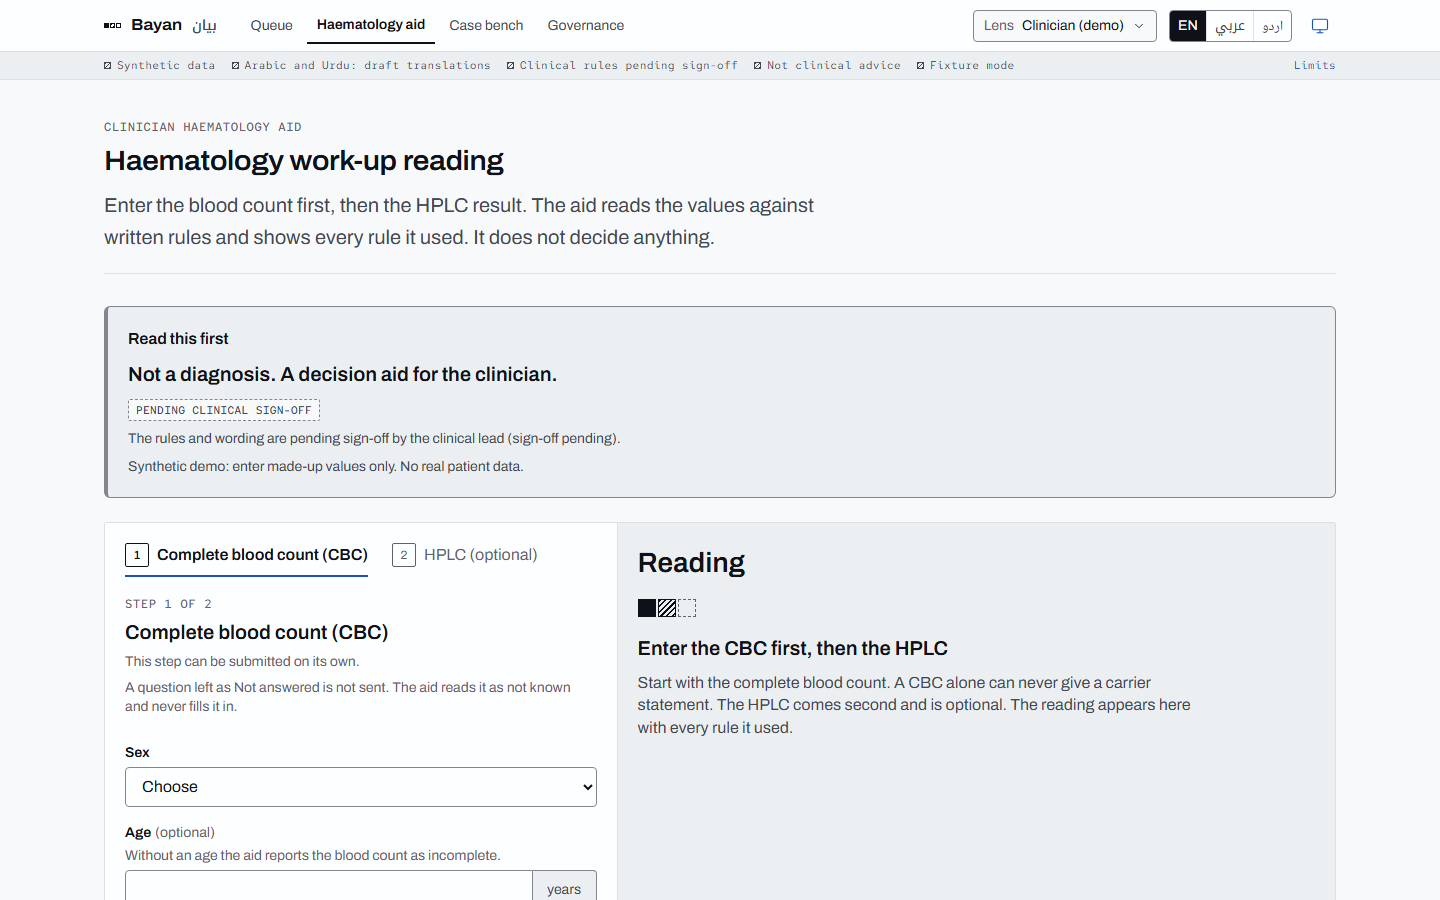 Bayan بيان
Queue
Haematology aid
Case bench
Governance
Lens Clinician (demo)
EN
عربي
اردو
Synthetic data
Arabic and Urdu: draft translations
Clinical rules pending sign-off
Not clinical advice
Fixture mode
Limits
CLINICIAN HAEMATOLOGY AID
Haematology work-up reading
Enter the blood count first, then the HPLC result. The aid reads the values against
written rules and shows every rule it used. It does not decide anything.
Read this first
Not a diagnosis. A decision aid for the clinician.
PENDING CLINICAL SIGN-OFF
The rules and wording are pending sign-off by the clinical lead (sign-off pending).
Synthetic demo: enter made-up values only. No real patient data.
1 Complete blood count (CBC)
2 HPLC (optional)
STEP 1 OF 2
Complete blood count (CBC)
This step can be submitted on its own.
A question left as Not answered is not sent. The aid reads it as not known
and never fills it in.
Sex
Choose
Age (optional)
Without an age the aid reports the blood count as incomplete.
years
Reading
Enter the CBC first, then the HPLC
Start with the complete blood count. A CBC alone can never give a carrier
statement. The HPLC comes second and is optional. The reading appears here
with every rule it used.